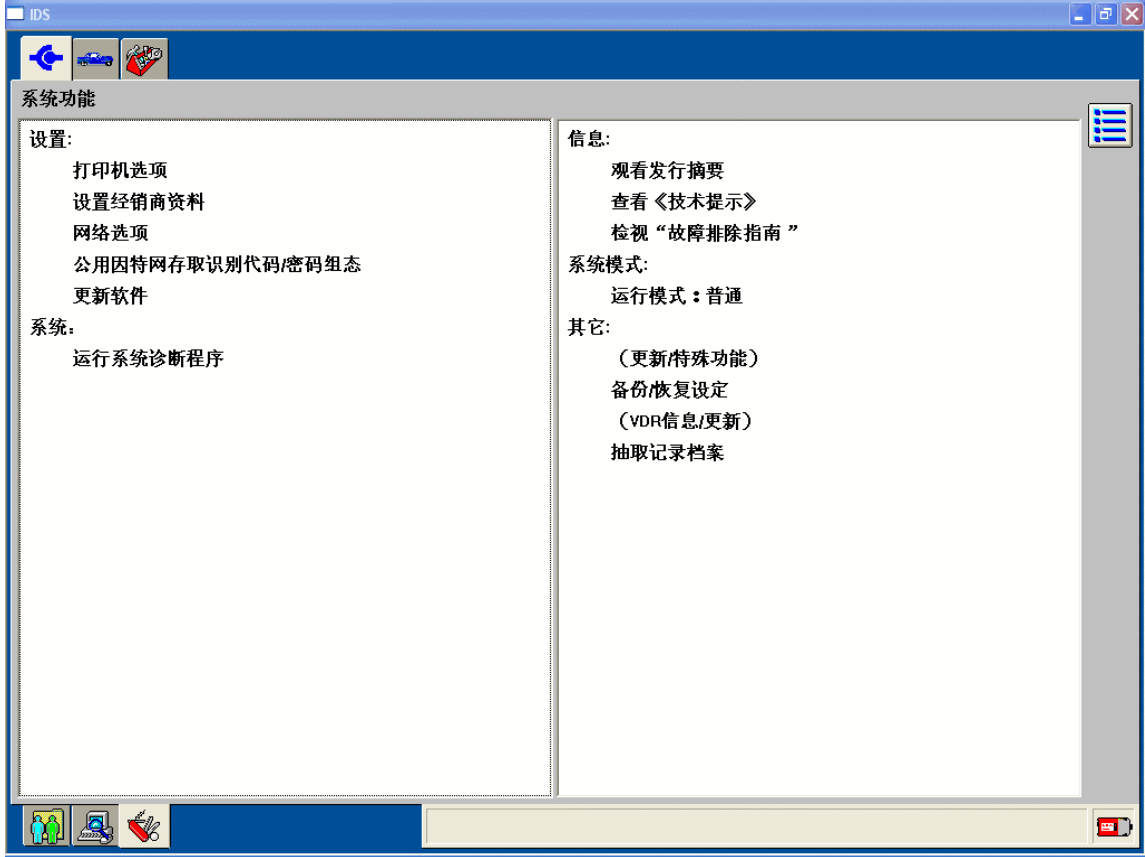 IDS
系统功能
设置:
打印机选项
设置经销商资料
网络选项
公用因特网存取识别代码/密码组态
更新软件
系统：
运行系统诊断程序
信息:
观看发行摘要
查看《技术提示》
检视“故障排除指南 ”
系统模式:
运行模式：普通
其它:
（更新/特殊功能）
备份/恢复设定
（VDR信息/更新）
抽取记录档案